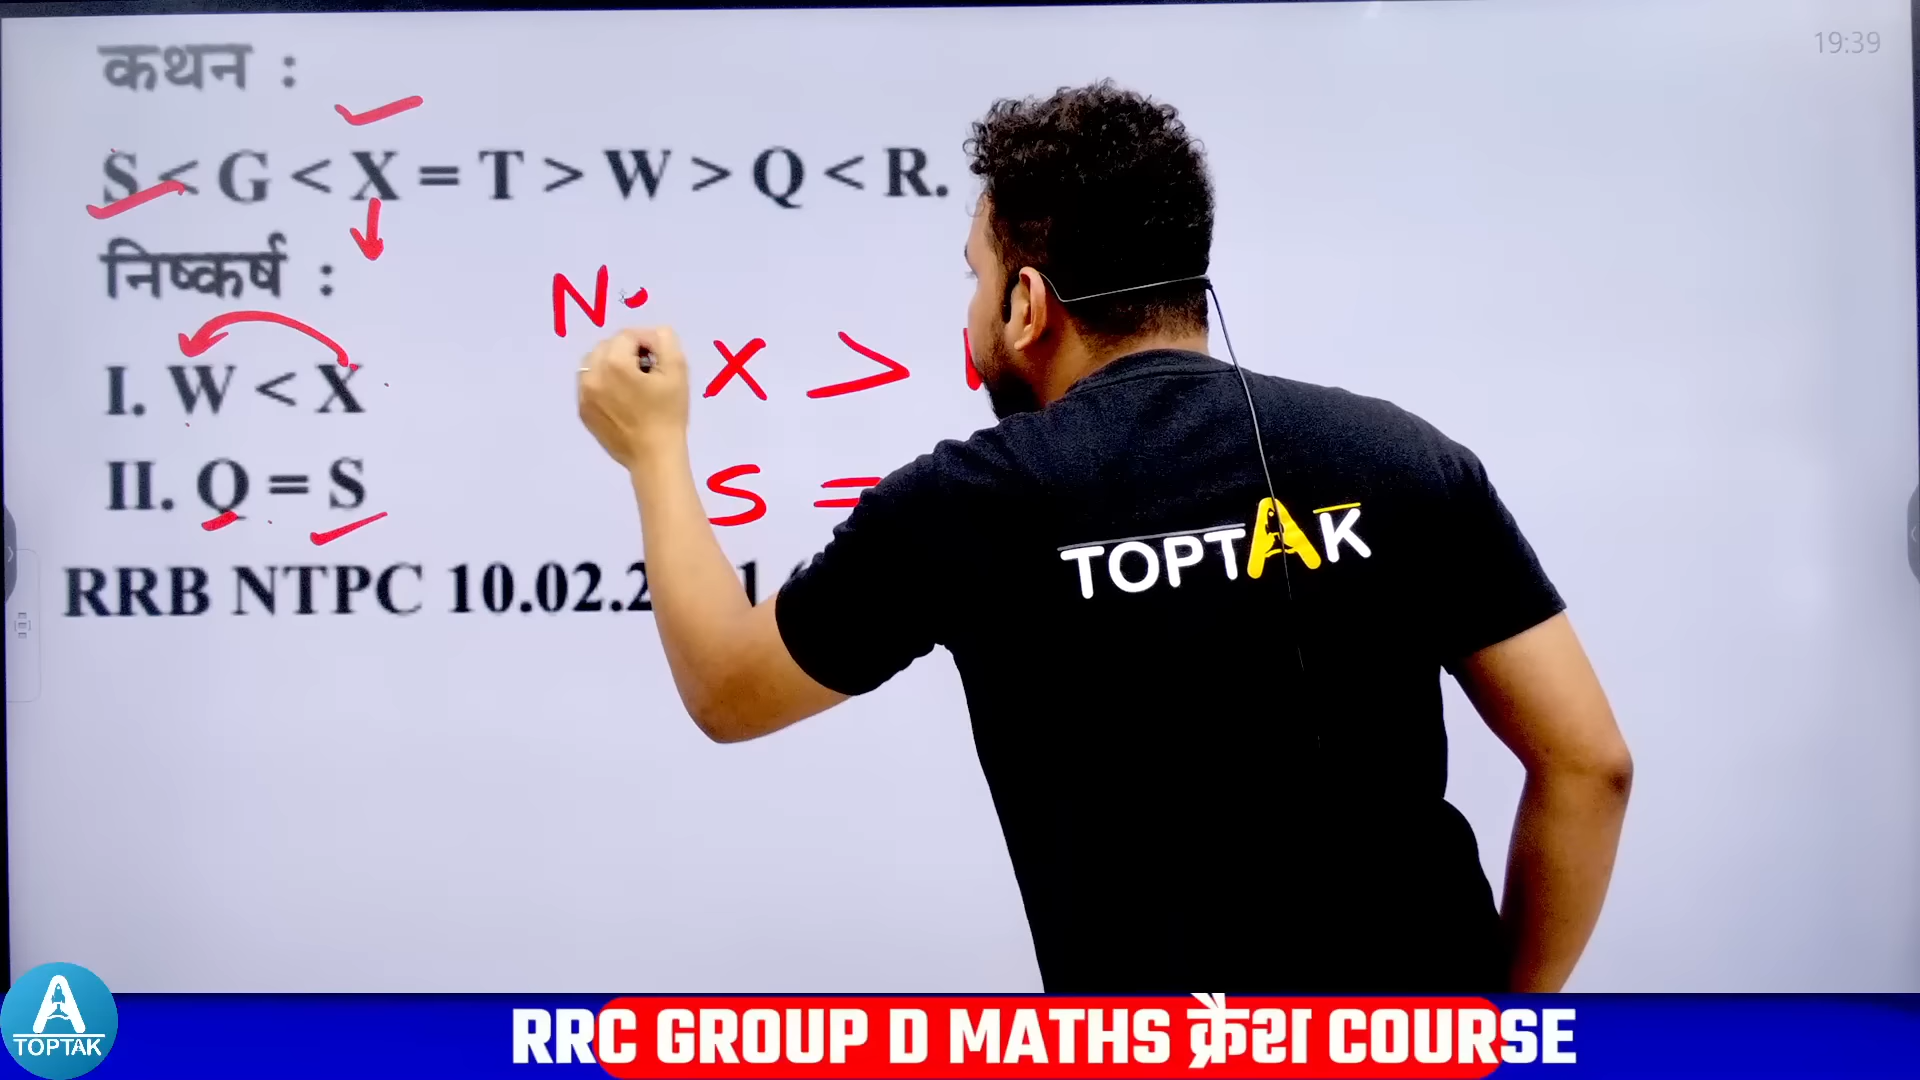 19:39
कथन :
S < G < X = T > W > Q < R.
निष्कर्ष :
N
I. W < X
X >
II. Q = S
S =
RRB NTPC 10.02.2
TOPTAK
TOPTAK
RRC GROUP D MATHS क्रैश COURSE